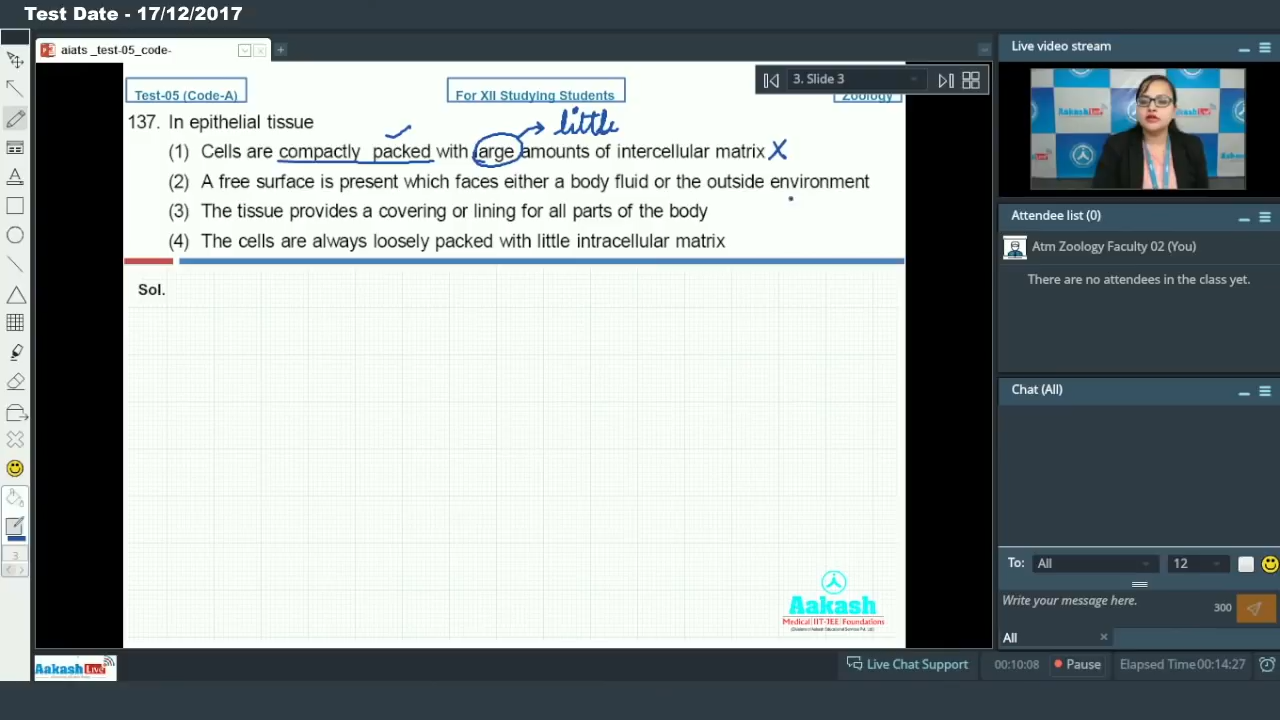 Test Date - 17/12/2017
aiats _test-05_code-
Live video stream
3. Slide 3
Test-05 (Code-A)
For XII Studying Students
Zoology
137. In epithelial tissue
little
(1) Cells are compactly packed with large amounts of intercellular matrix X
(2) A free surface is present which faces either a body fluid or the outside environment
(3) The tissue provides a covering or lining for all parts of the body
(4) The cells are always loosely packed with little intracellular matrix
Sol.
Aakash
Medical|IIT-JEE|Foundations
Attendee list (0)
Atm Zoology Faculty 02 (You)
There are no attendees in the class yet.
Chat (All)
To: All 12
Write your message here.
300
All
3
Aakash Live
Live Chat Support
00:10:08
Pause
Elapsed Time 00:14:27